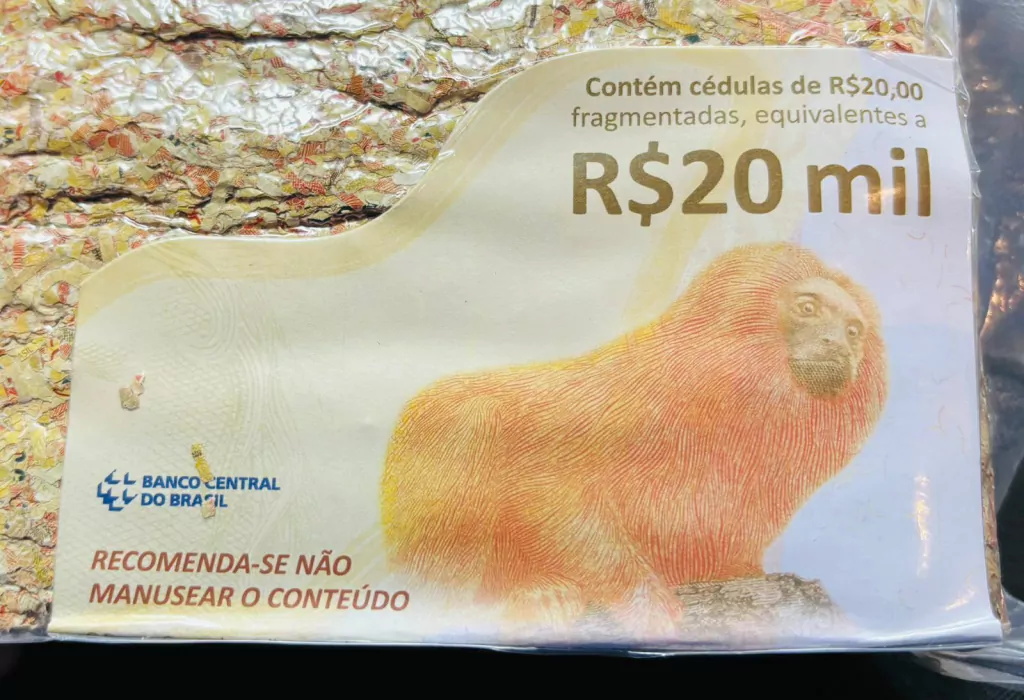 Contém cédulas de R$20,00
fragmentadas, equivalentes a
R$20 mil
BANCO CENTRAL
DO BRASIL
RECOMENDA-SE NÃO
MANUSEAR O CONTEÚDO